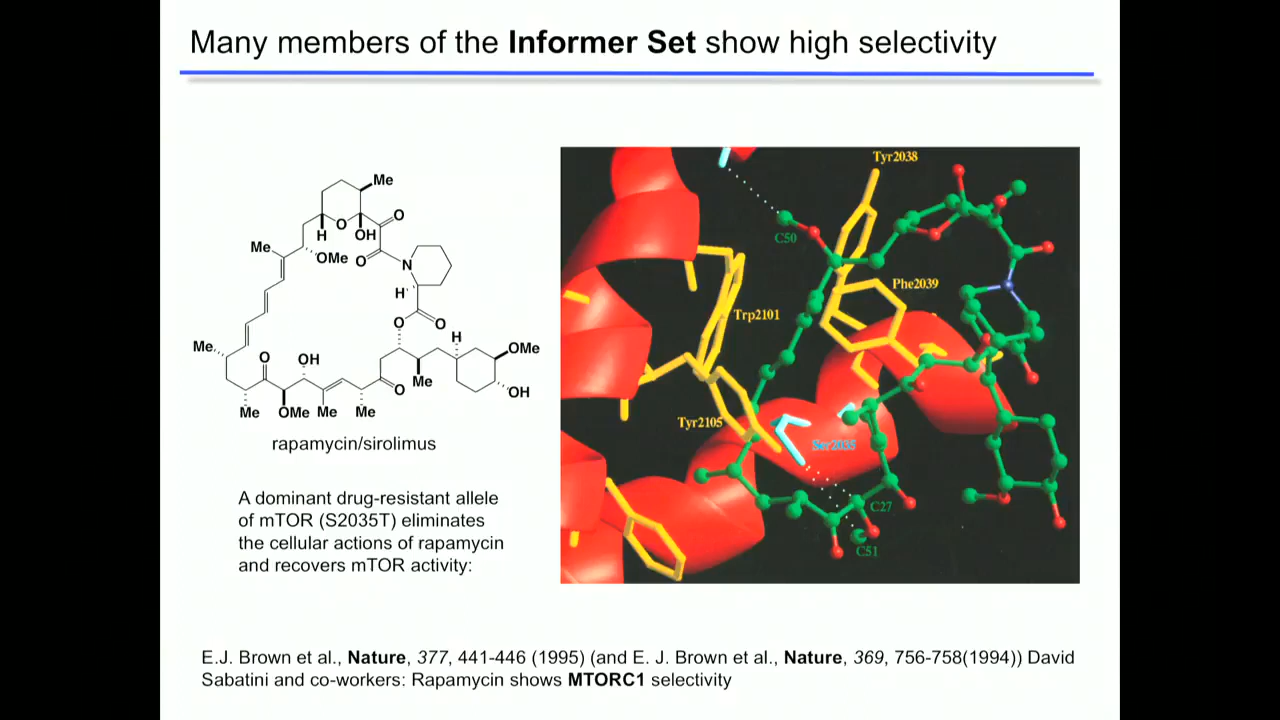 Many members of the Informer Set show high selectivity
Me
O
O
H
OH
Me
OMe
O
N
H
O
O
H
Me
O
OH
OMe
Me
O
OH
Me
OMe
Me
Me
rapamycin/sirolimus
A dominant drug-resistant allele
of mTOR (S2035T) eliminates
the cellular actions of rapamycin
and recovers mTOR activity:
Tyr2038
C50
Phe2039
Trp2101
Tyr2105
Ser2035
C27
C51
E.J. Brown et al., Nature, 377, 441-446 (1995) (and E. J. Brown et al., Nature, 369, 756-758(1994)) David
Sabatini and co-workers: Rapamycin shows MTORC1 selectivity